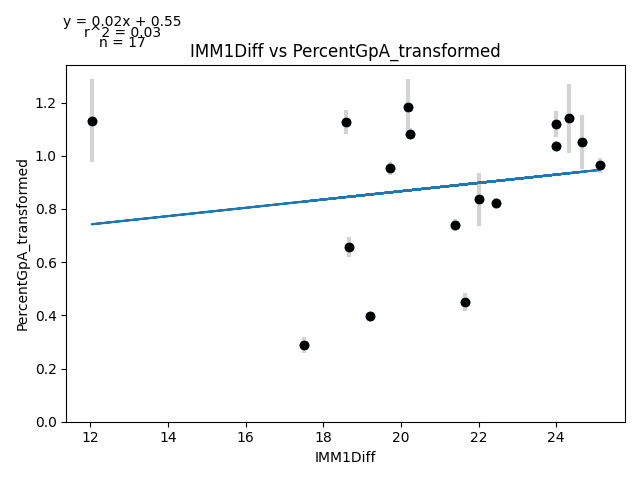 y = 0.02x + 0.55
r^2 = 0.03
n = 17
IMM1Diff vs PercentGpA_transformed
PercentGpA_transformed
1.2
1.0
0.8
0.6
0.4
0.2
0.0
12 14 16 18 20 22 24
IMM1Diff